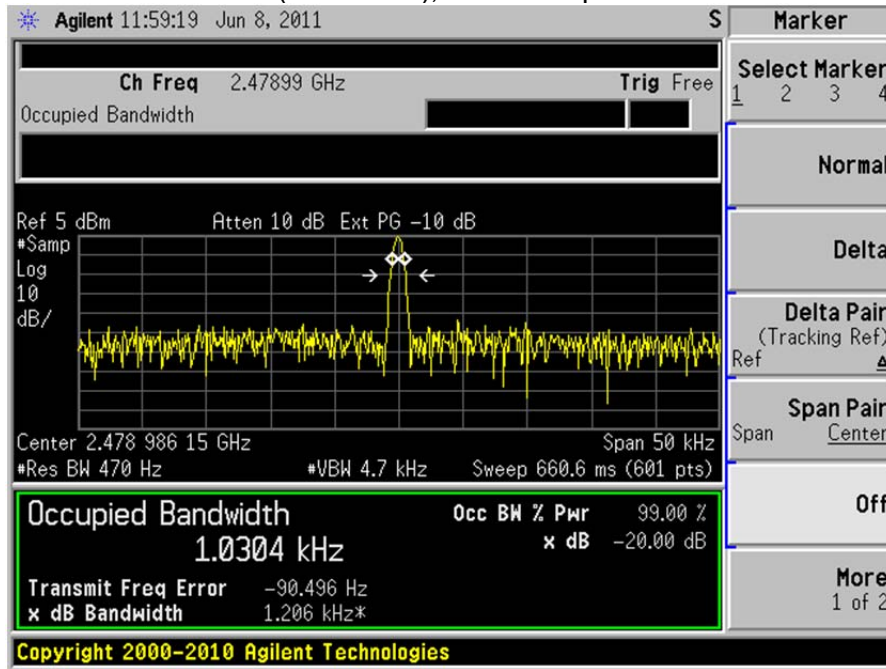 Agilent 11:59:19 Jun 8, 2011 S
Marker
Ch Freq 2.47899 GHz Trig Free
Occupied Bandwidth
Select Marker
1 2 3 4
Normal
Delta
Delta Pair
(Tracking Ref)
Ref Δ
Span Pair
Span Center
Off
More
1 of 2
Ref 5 dBm Atten 10 dB Ext PG -10 dB
#Samp
Log
10
dB/
Center 2.478 986 15 GHz Span 50 kHz
#Res BW 470 Hz #VBW 4.7 kHz Sweep 660.6 ms (601 pts)
Occupied Bandwidth Occ BW % Pwr 99.00 %
1.0304 kHz x dB -20.00 dB
Transmit Freq Error -90.496 Hz
x dB Bandwidth 1.206 kHz*
Copyright 2000-2010 Agilent Technologies